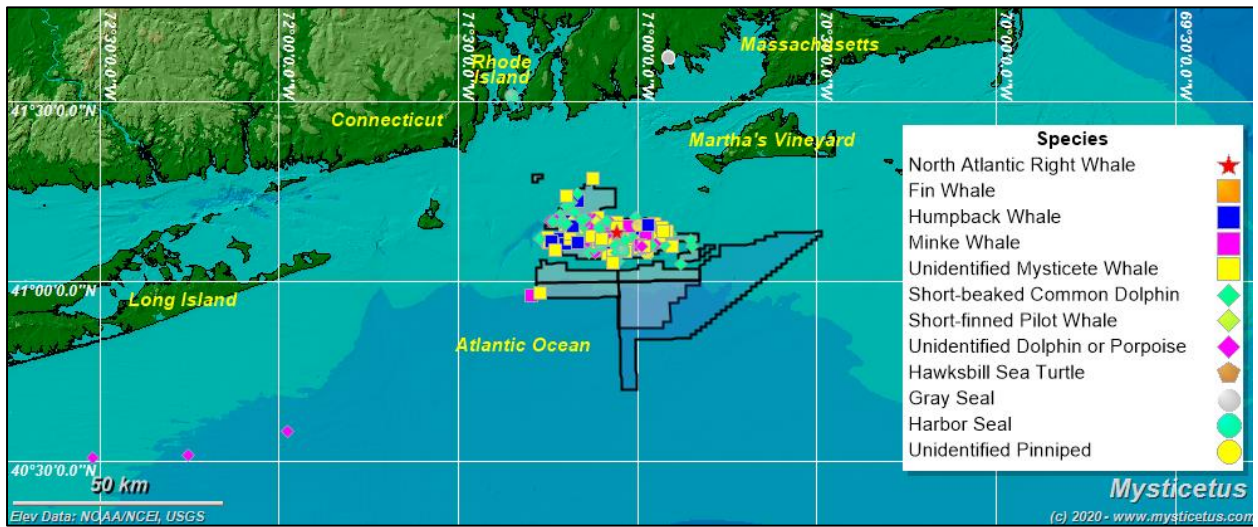 72°30'0.0"W
72°00'0.0"W
71°30'0.0"W
71°00'0.0"W
70°30'0.0"W
70°00'0.0"W
69°30'0.0"W
Massachusetts
Rhode
Island
41°30'0.0"N
Connecticut
Martha's Vineyard
Species
North Atlantic Right Whale
Fin Whale
Humpback Whale
Minke Whale
Unidentified Mysticete Whale
Short-beaked Common Dolphin
Short-finned Pilot Whale
Unidentified Dolphin or Porpoise
Hawksbill Sea Turtle
Gray Seal
Harbor Seal
Unidentified Pinniped
41°00'0.0"N
Long Island
Atlantic Ocean
40°30'0.0"N
50 km
Elev Data: NOAA/NCEI, USGS
Mysticetus
(c) 2020 - www.mysticetus.com